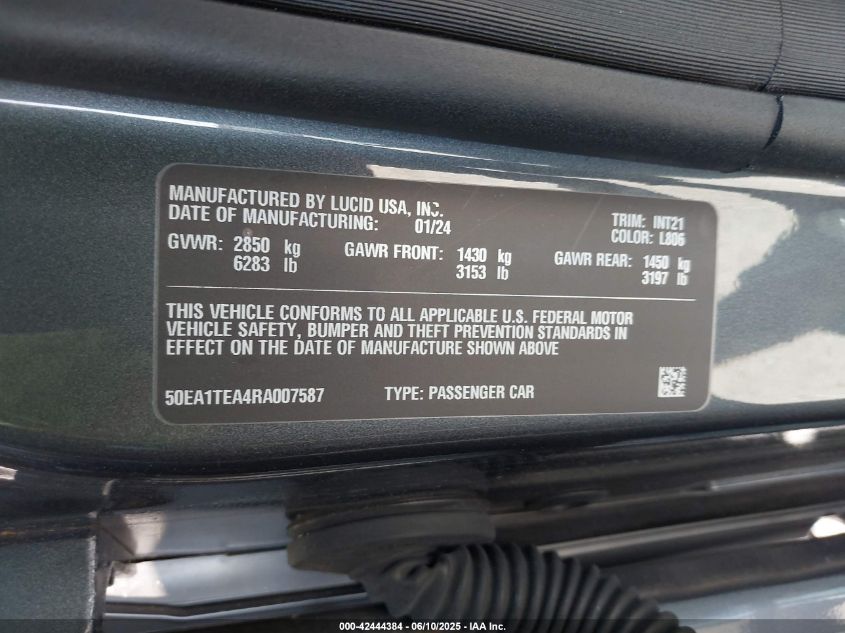 MANUFACTURED BY LUCID USA, INC.
DATE OF MANUFACTURING: 01/24 TRIM: INT21
COLOR: L806
GVWR: 2850 kg GAWR FRONT: 1430 kg GAWR REAR: 1450 kg
6283 lb 3153 lb 3197 lb
THIS VEHICLE CONFORMS TO ALL APPLICABLE U.S. FEDERAL MOTOR
VEHICLE SAFETY, BUMPER AND THEFT PREVENTION STANDARDS IN
EFFECT ON THE DATE OF MANUFACTURE SHOWN ABOVE
50EA1TEA4RA007587 TYPE: PASSENGER CAR
000-42444384 - 06/10/2025 - IAA Inc.